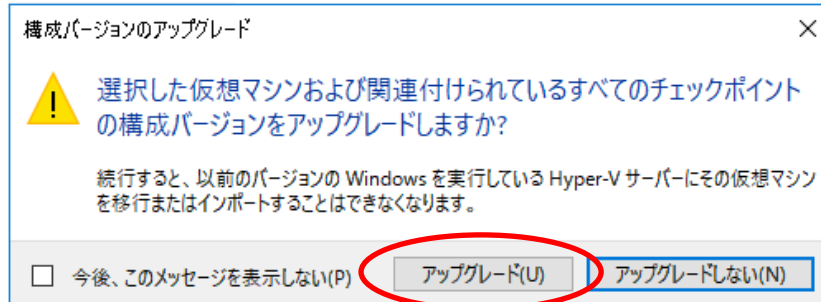 構成バージョンのアップグレード
選択した仮想マシンおよび関連付けられているすべてのチェックポイント
の構成バージョンをアップグレードしますか?
続行すると、以前のバージョンの Windows を実行している Hyper-V サーバーにその仮想マシン
を移行またはインポートすることはできなくなります。
今後、このメッセージを表示しない(P) アップグレード(U) アップグレードしない(N)